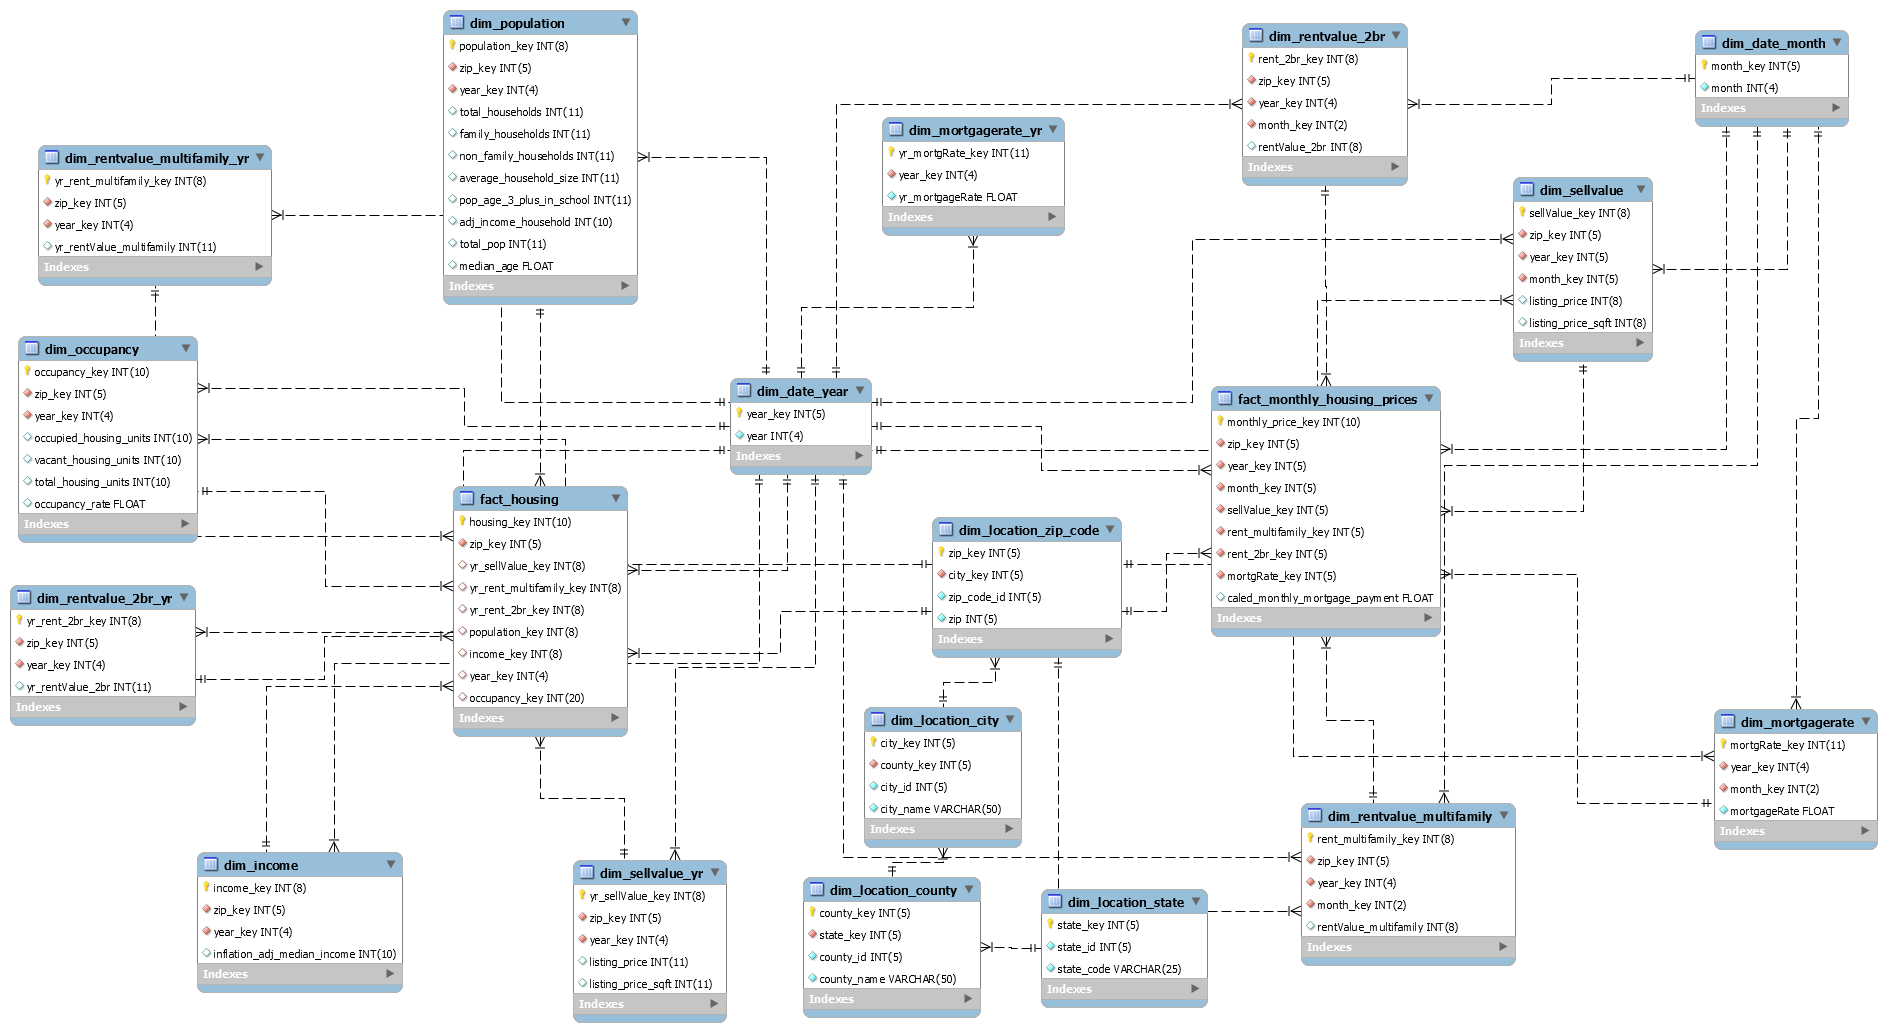 dim_population
population_key INT(8)
zip_key INT(5)
year_key INT(4)
total_households INT(11)
family_households INT(11)
non_family_households INT(11)
average_household_size INT(11)
pop_age_3_plus_in_school INT(11)
adj_income_household INT(10)
total_pop INT(11)
median_age FLOAT
Indexes
dim_rentvalue_2br
rent_2br_key INT(8)
zip_key INT(5)
year_key INT(4)
month_key INT(2)
rentValue_2br INT(8)
Indexes
dim_date_month
month_key INT(5)
month INT(4)
Indexes
dim_mortgagerate_yr
yr_mortgRate_key INT(11)
year_key INT(4)
yr_mortgageRate FLOAT
Indexes
dim_rentvalue_multifamily_yr
yr_rent_multifamily_key INT(8)
zip_key INT(5)
year_key INT(4)
yr_rentValue_multifamily INT(11)
Indexes
dim_sellvalue
sellValue_key INT(8)
zip_key INT(5)
year_key INT(5)
month_key INT(5)
listing_price INT(8)
listing_price_sqft INT(8)
Indexes
dim_occupancy
occupancy_key INT(10)
zip_key INT(5)
year_key INT(4)
occupied_housing_units INT(10)
vacant_housing_units INT(10)
total_housing_units INT(10)
occupancy_rate FLOAT
Indexes
dim_date_year
year_key INT(5)
year INT(4)
Indexes
fact_monthly_housing_prices
monthly_price_key INT(10)
zip_key INT(5)
year_key INT(5)
month_key INT(5)
sellValue_key INT(5)
rent_multifamily_key INT(5)
rent_2br_key INT(5)
mortgRate_key INT(5)
caled_monthly_mortgage_payment FLOAT
Indexes
fact_housing
housing_key INT(10)
zip_key INT(5)
yr_sellValue_key INT(8)
yr_rent_multifamily_key INT(8)
yr_rent_2br_key INT(8)
population_key INT(8)
income_key INT(8)
year_key INT(4)
occupancy_key INT(20)
Indexes
dim_location_zip_code
zip_key INT(5)
city_key INT(5)
zip_code_id INT(5)
zip INT(5)
Indexes
dim_rentvalue_2br_yr
yr_rent_2br_key INT(8)
zip_key INT(5)
year_key INT(4)
yr_rentValue_2br INT(11)
Indexes
dim_location_city
city_key INT(5)
county_key INT(5)
city_id INT(5)
city_name VARCHAR(50)
Indexes
dim_mortgagerate
mortgRate_key INT(11)
year_key INT(4)
month_key INT(2)
mortgageRate FLOAT
Indexes
dim_rentvalue_multifamily
rent_multifamily_key INT(8)
zip_key INT(5)
year_key INT(4)
month_key INT(2)
rentValue_multifamily INT(8)
Indexes
dim_income
income_key INT(8)
zip_key INT(5)
year_key INT(4)
inflation_adj_median_income INT(10)
Indexes
dim_sellvalue_yr
yr_sellValue_key INT(8)
zip_key INT(5)
year_key INT(4)
listing_price INT(11)
listing_price_sqft INT(11)
Indexes
dim_location_county
county_key INT(5)
state_key INT(5)
county_id INT(5)
county_name VARCHAR(50)
Indexes
dim_location_state
state_key INT(5)
state_id INT(5)
state_code VARCHAR(25)
Indexes